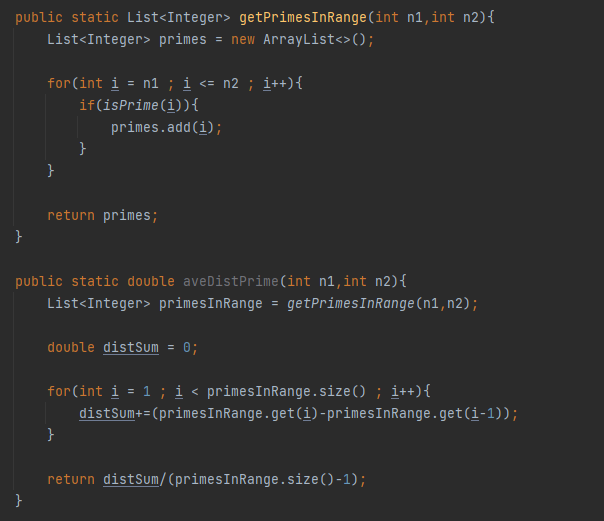 public static List<Integer> getPrimesInRange(int n1,int n2){
List<Integer> primes = new ArrayList<>();
for(int i = n1 ; i <= n2 ; i++){
if(isPrime(i)){
primes.add(i);
}
}
return primes;
}
public static double aveDistPrime(int n1,int n2){
List<Integer> primesInRange = getPrimesInRange(n1,n2);
double distSum = 0;
for(int i = 1 ; i < primesInRange.size() ; i++){
distSum+=(primesInRange.get(i)-primesInRange.get(i-1));
}
return distSum/(primesInRange.size()-1);
}